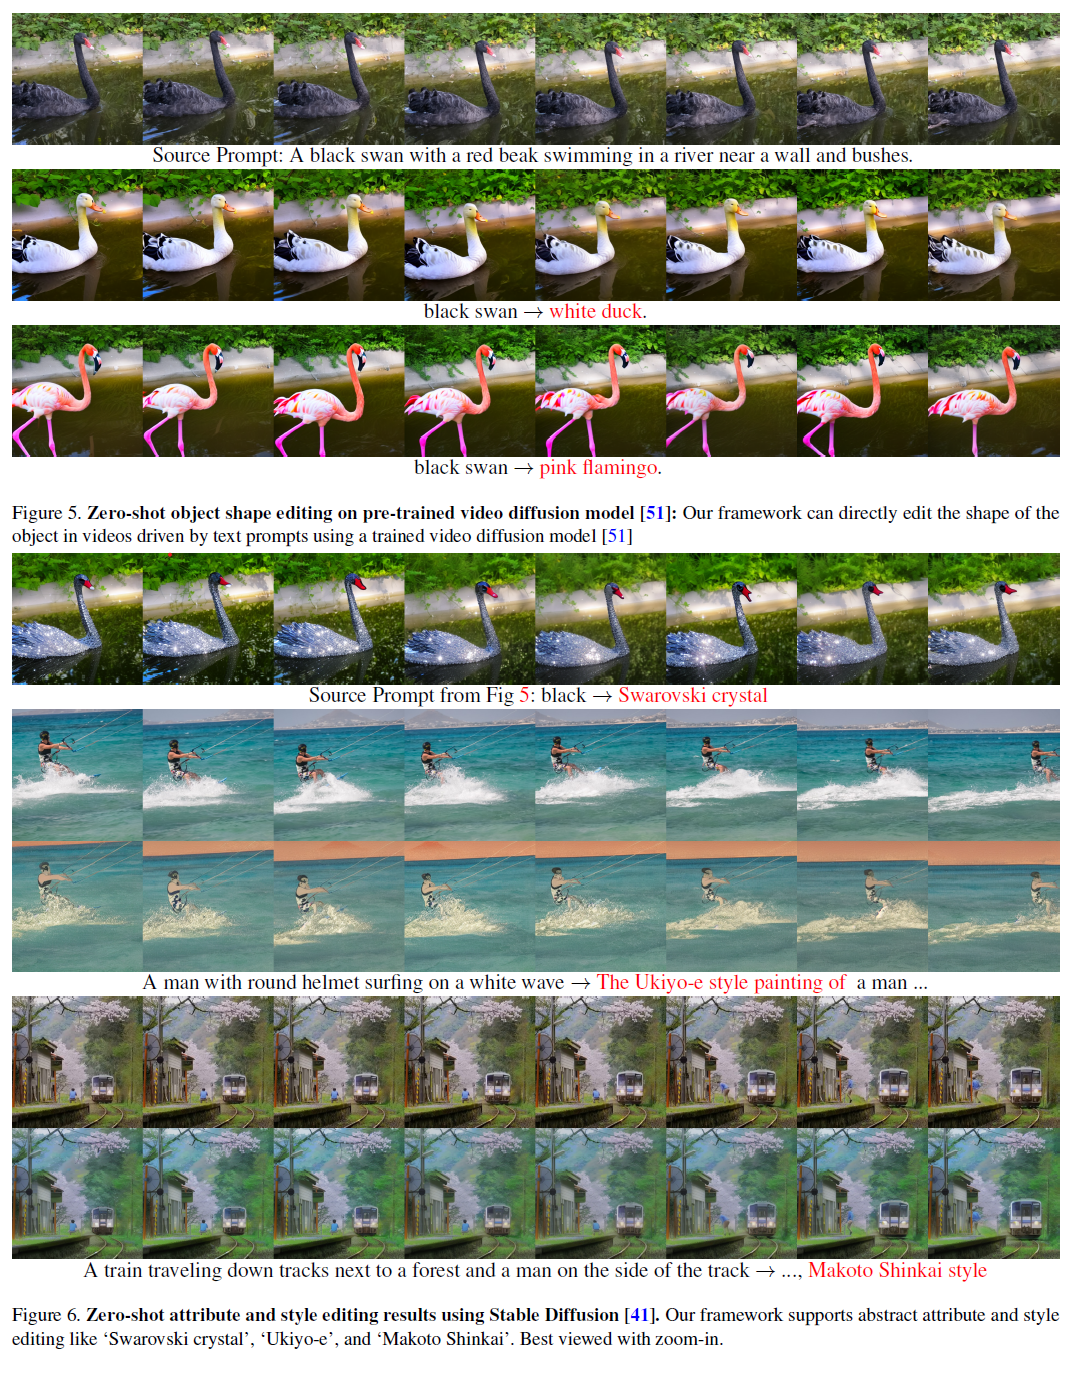 Source Prompt: A black swan with a red beak swimming in a river near a wall and bushes.
black swan → white duck.
black swan → pink flamingo.
Figure 5. Zero-shot object shape editing on pre-trained video diffusion model [51]: Our framework can directly edit the shape of the
object in videos driven by text prompts using a trained video diffusion model [51]
Source Prompt from Fig 5: black → Swarovski crystal
A man with round helmet surfing on a white wave → The Ukiyo-e style painting of a man ...
A train traveling down tracks next to a forest and a man on the side of the track → ..., Makoto Shinkai style
Figure 6. Zero-shot attribute and style editing results using Stable Diffusion [41]. Our framework supports abstract attribute and style
editing like ‘Swarovski crystal’, ‘Ukiyo-e’, and ‘Makoto Shinkai’. Best viewed with zoom-in.